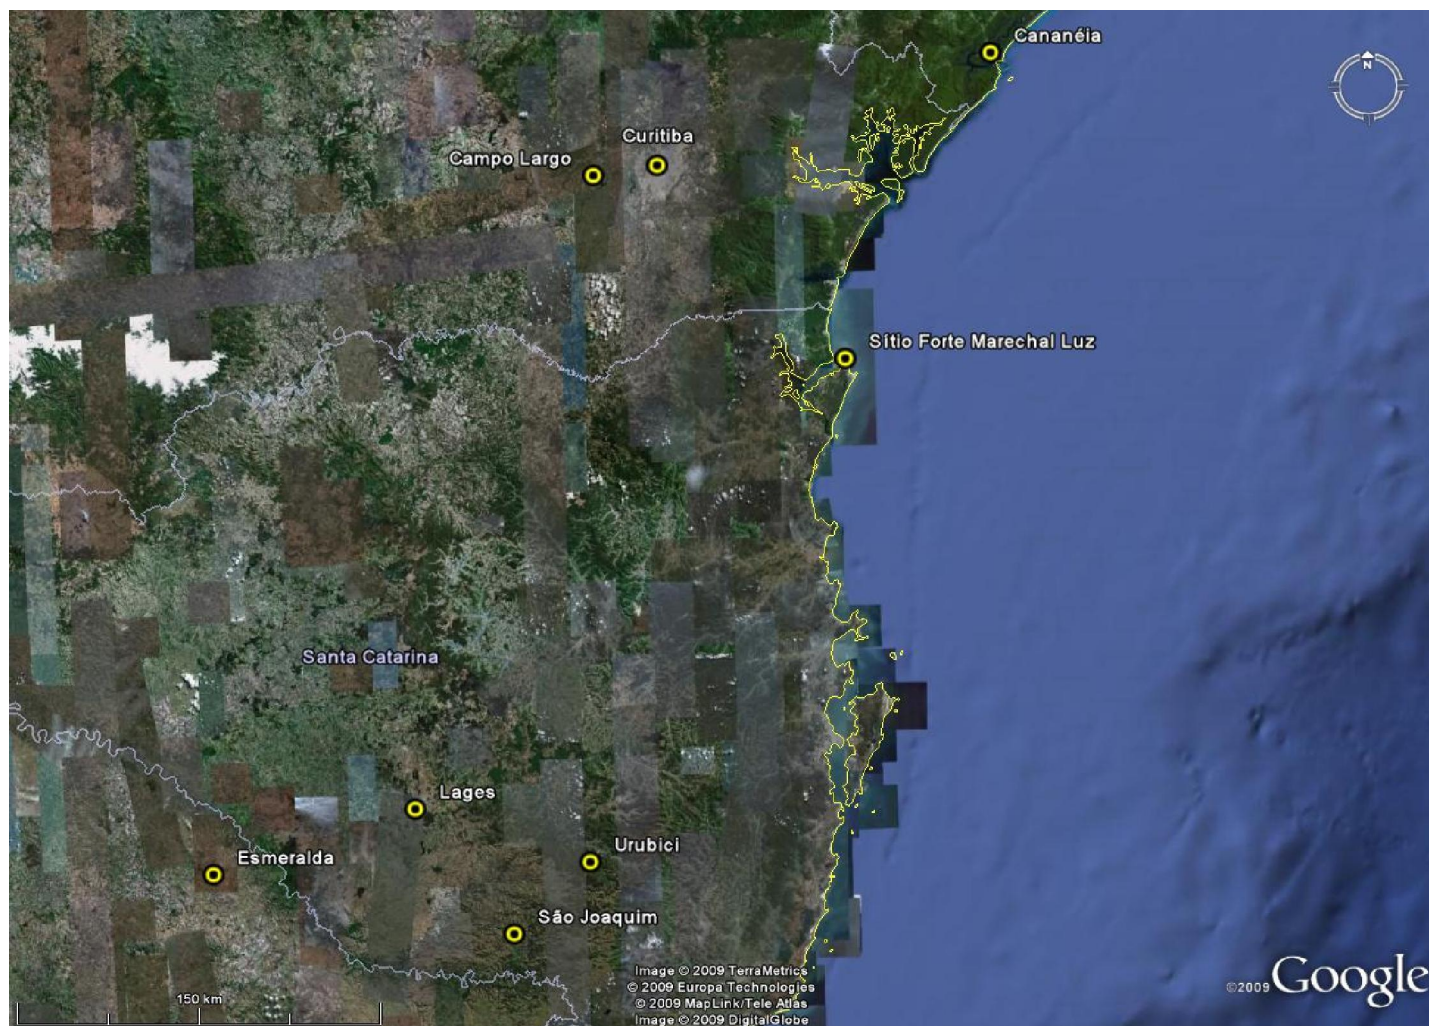 Cananéia
N
Curitiba
Campo Largo
Sítio Forte Marechal Luz
Santa Catarina
Lages
Urubici
Esmeralda
São Joaquim
Image © 2009 TerraMetrics
© 2009 Europa Technologies
© 2009 MapLink/Tele Atlas
Image © 2009 DigitalGlobe
150 km
©2009 Google